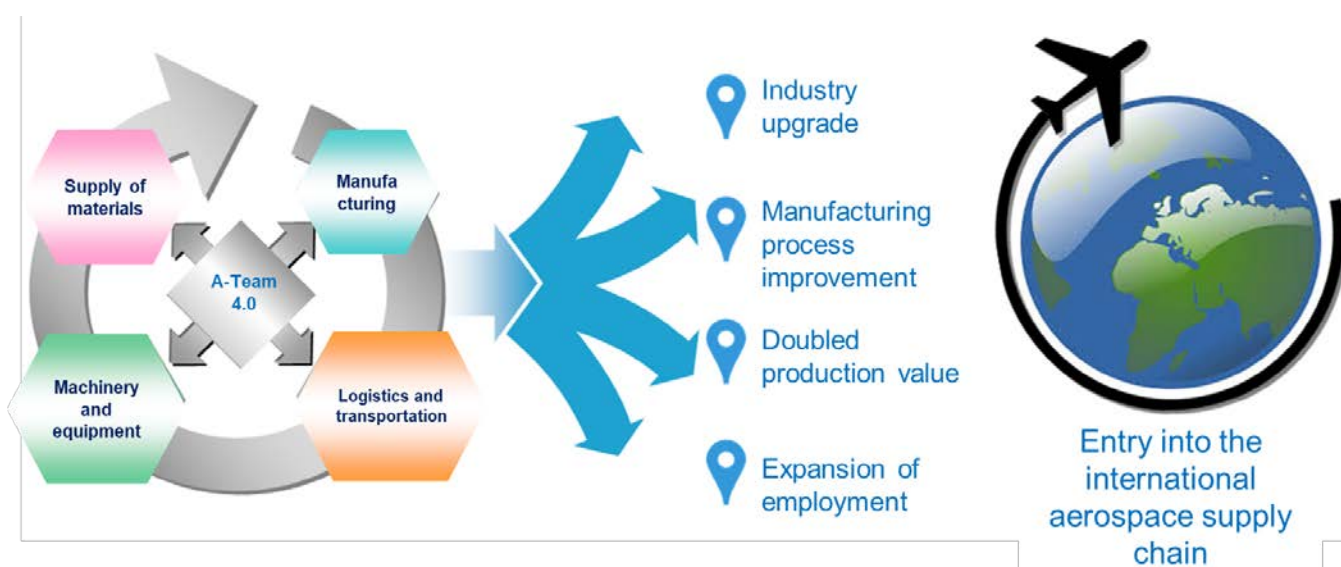 Supply of
materials
Manufa
cturing
A-Team
4.0
Machinery
and
equipment
Logistics and
transportation
Industry
upgrade
Manufacturing
process
improvement
Doubled
production value
Expansion of
employment
Entry into the
international
aerospace supply
chain